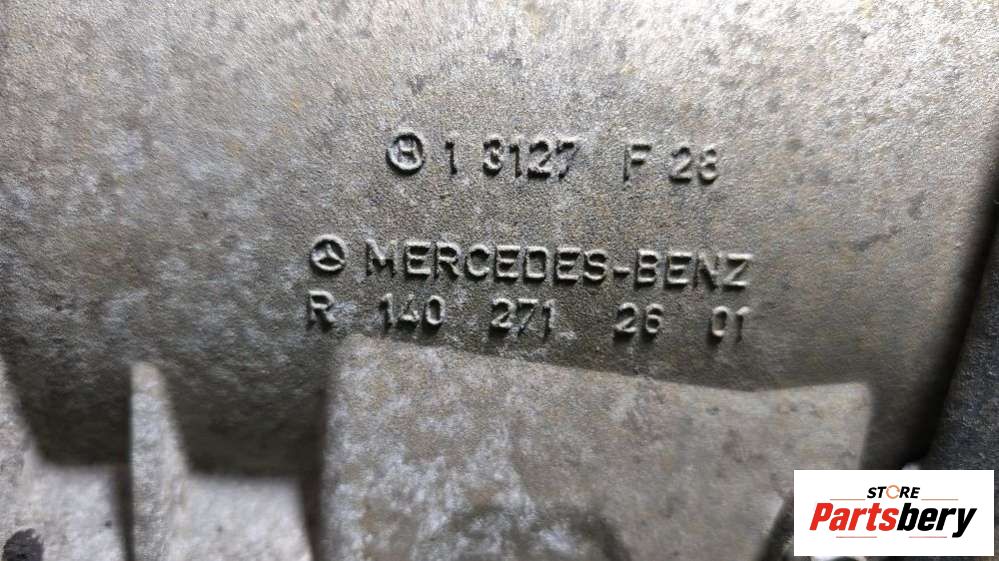 H 1 3127 F 28
MERCEDES-BENZ
R 140 271 26 01
STORE
Partsbery